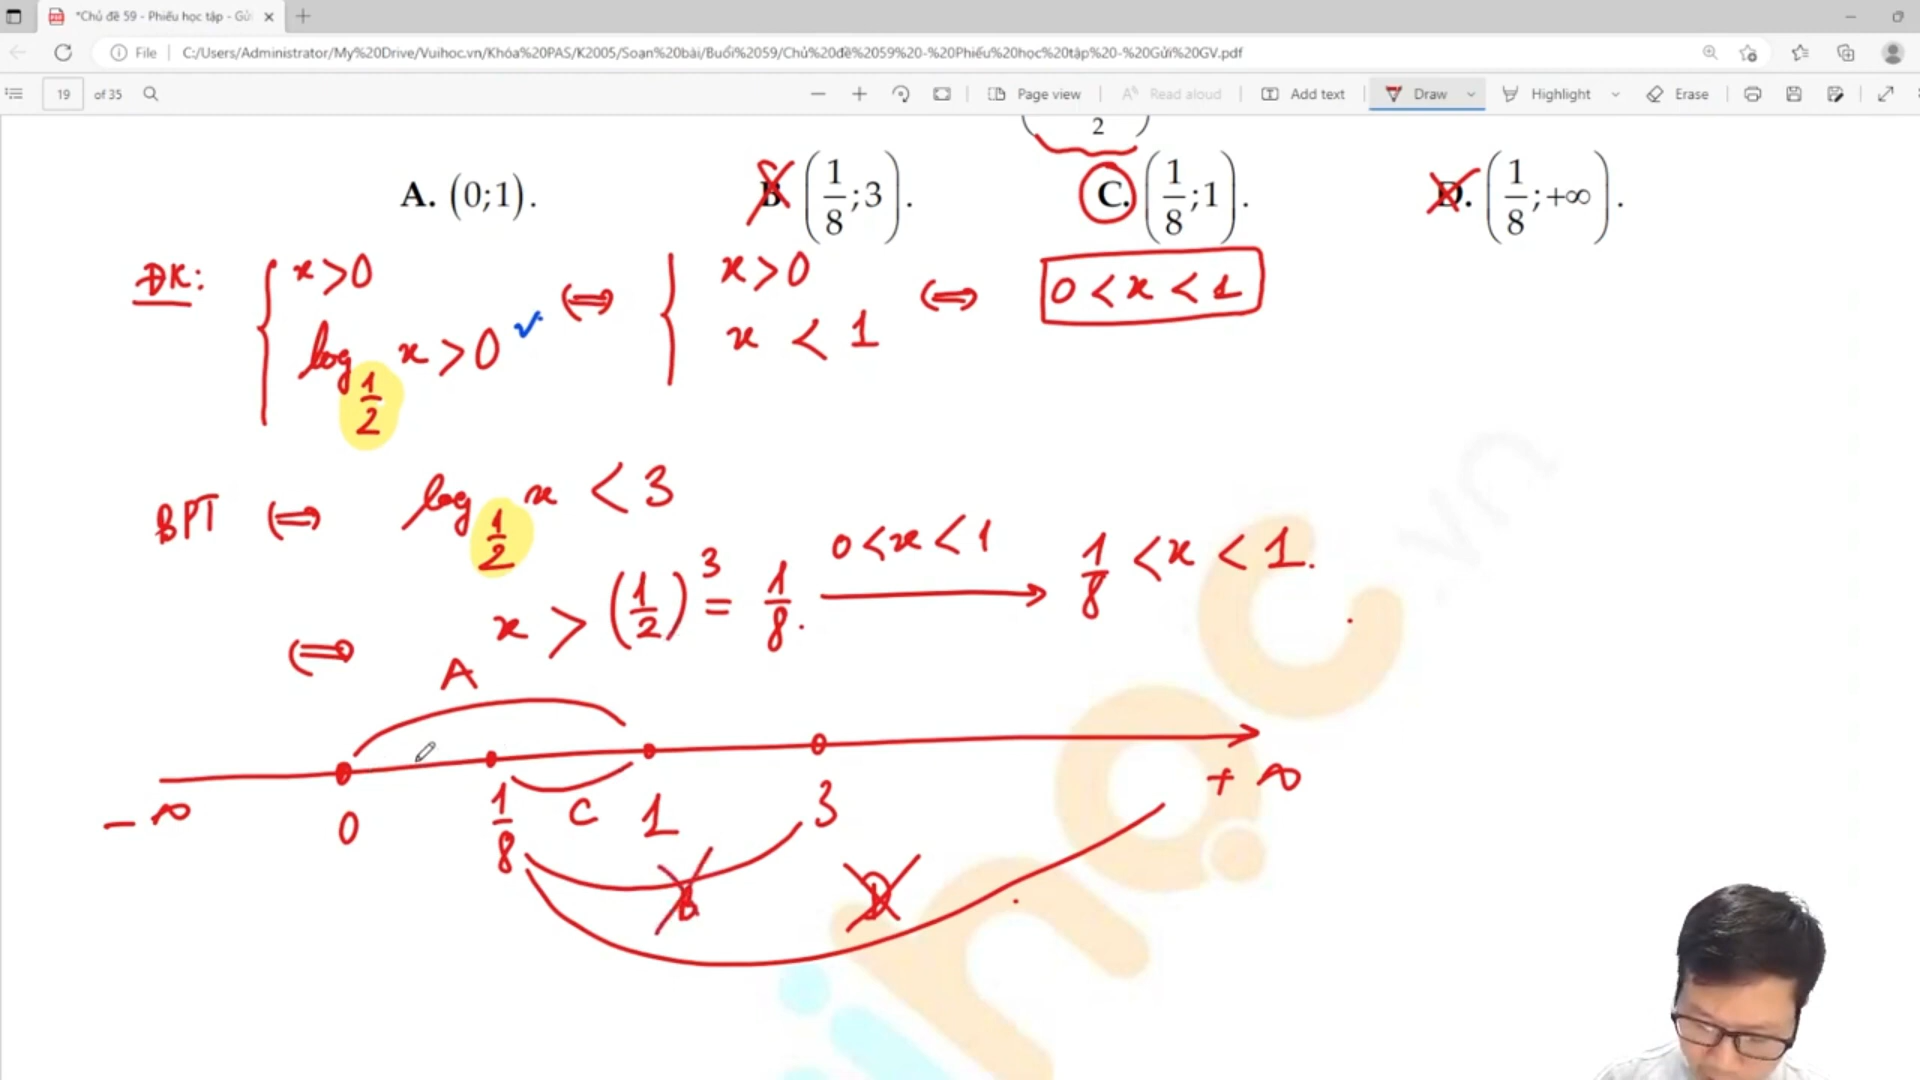 *Chủ đề 59 - Phiếu học tập - Gử
File
C:/Users/Administrator/My%20Drive/Vuihoc.vn/Khóa%20PAS/K2005/Soạn%20bài/Buổi%2059/Chủ%20đề%2059%20-%20Phiếu%20học%20tập%20-%20Gửi%20GV.pdf
19 of 35
Page view
Read aloud
Add text
Draw
Highlight
Erase
2
A. (0;1).
B (1/8;3).
C. (1/8;1).
D. (1/8;+∞).
ĐK: { x>0 ⇔ { x>0 ⇔ 0<x<1
log_{1/2} x>0 ✓ x < 1
BPT ⇔ log_{1/2} x < 3
⇔ x > (1/2)^3 = 1/8. 0<x<1 → 1/8 < x < 1.
A
-∞ 0 1/8 C 1 3 +∞
B D